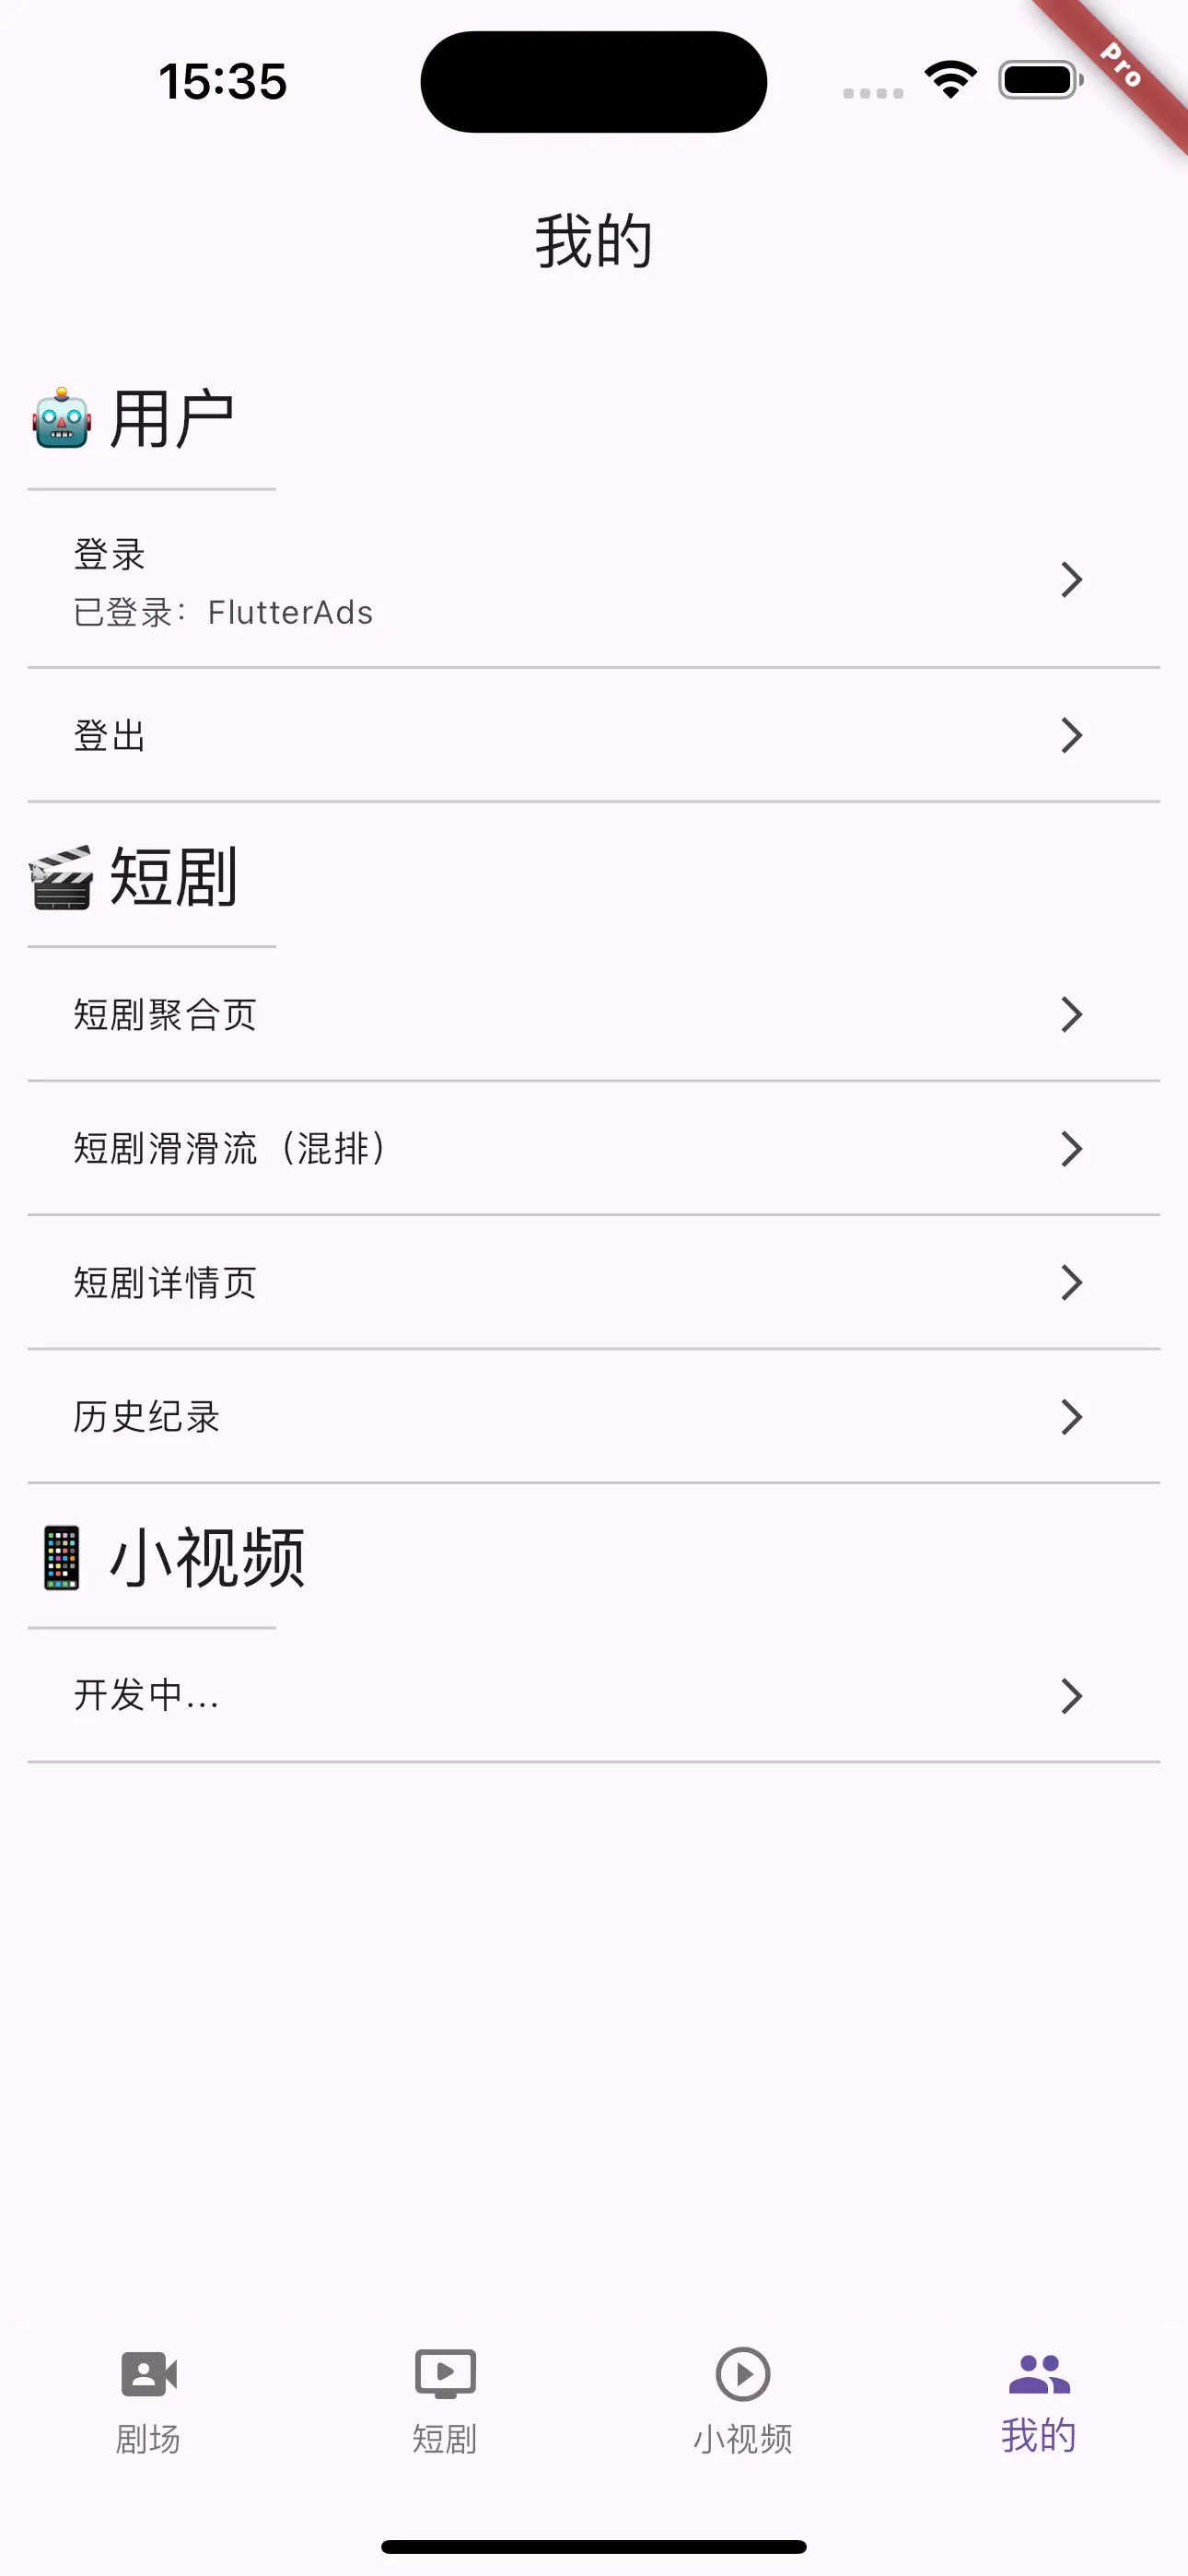 15:35
Pro
我的
🤖 用户
登录
已登录：FlutterAds
登出
🎬 短剧
短剧聚合页
短剧滑滑流（混排）
短剧详情页
历史纪录
📱 小视频
开发中...
剧场
短剧
小视频
我的